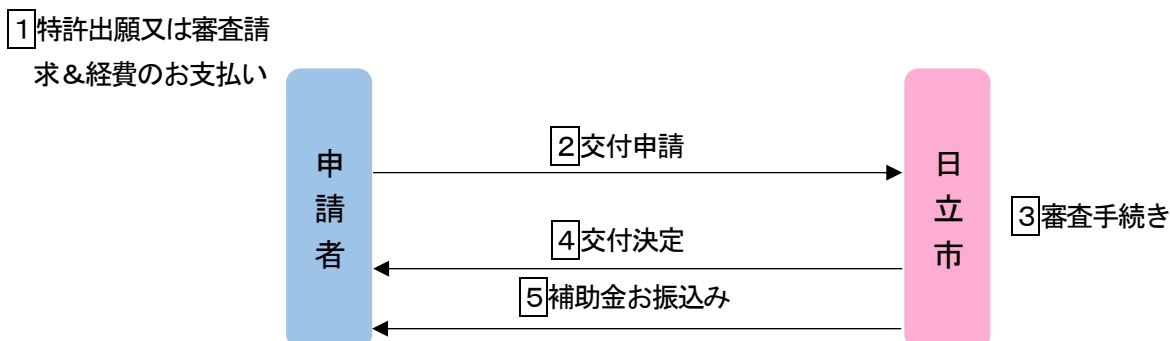 1特許出願又は審査請
求&経費のお支払い
申請者
2交付申請
日立市
3審査手続き
4交付決定
5補助金お振込み